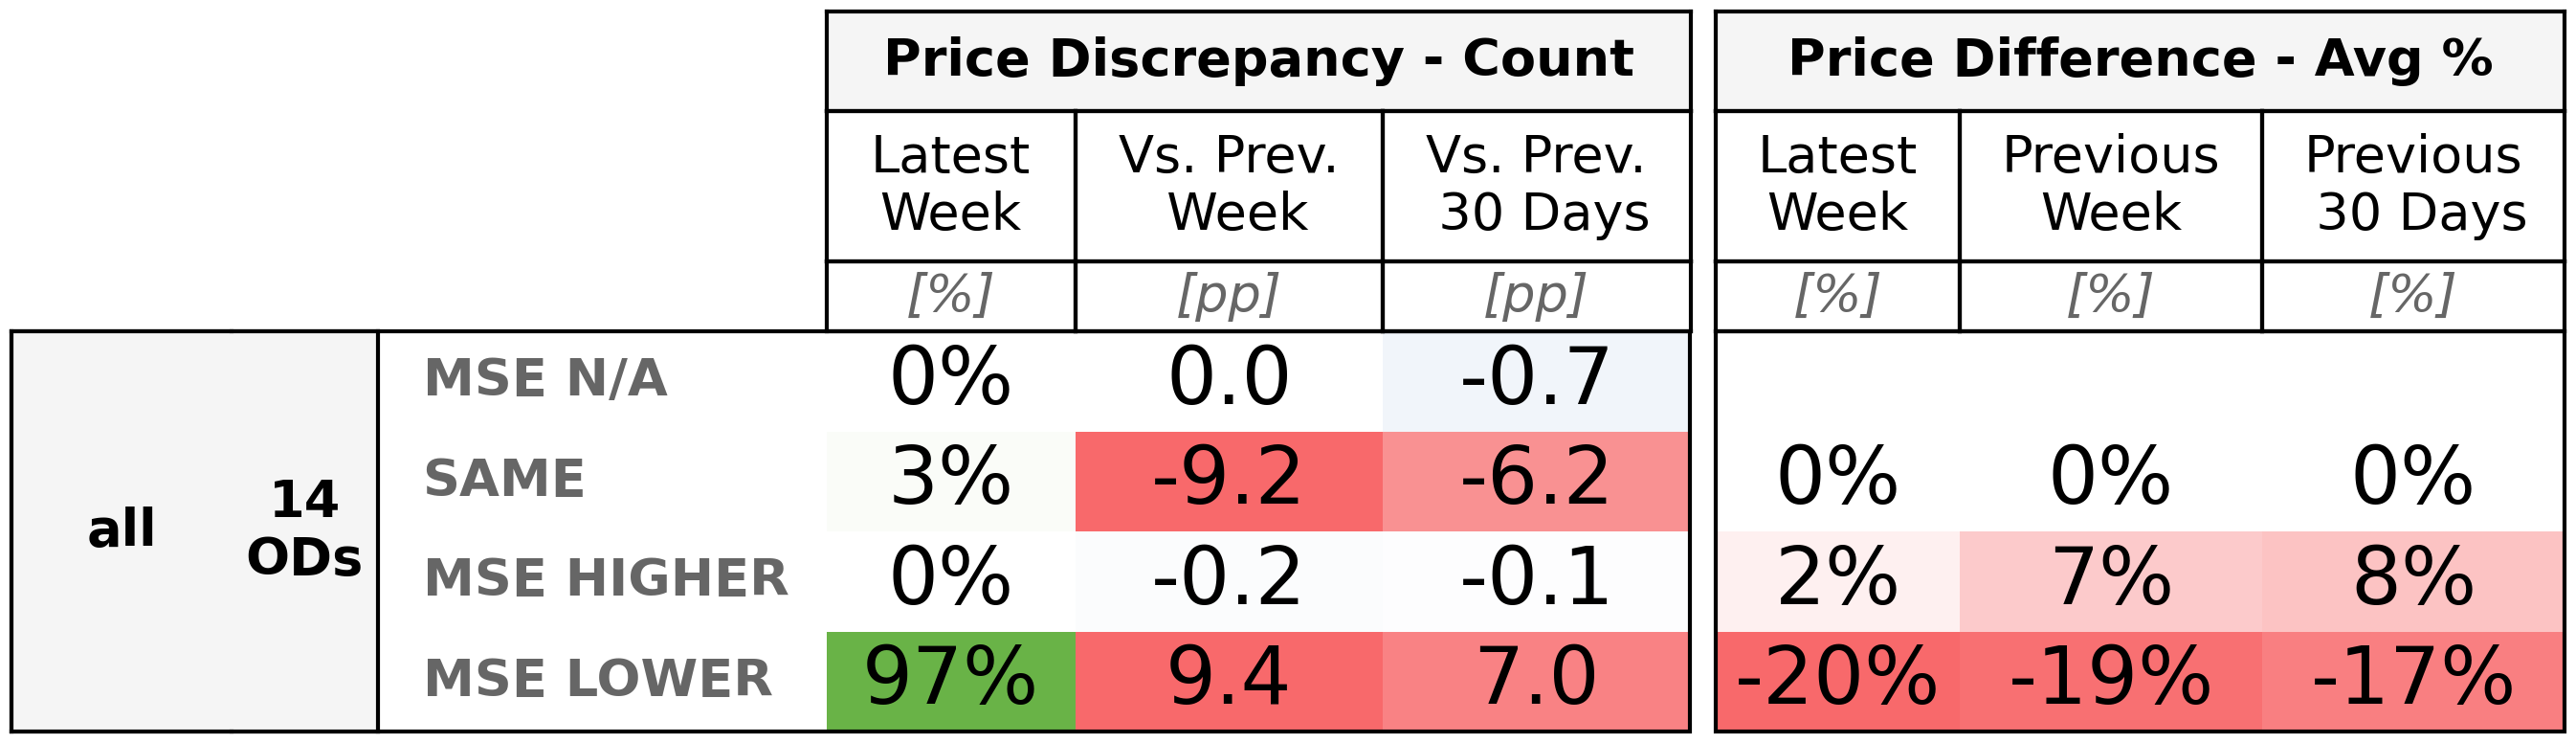 Price Discrepancy - Count Price Difference - Avg %
Latest Week Vs. Prev. Week Vs. Prev. 30 Days Latest Week Previous Week Previous 30 Days
[%] [pp] [pp] [%] [%] [%]
all 14 ODs
MSE N/A 0% 0.0 -0.7
SAME 3% -9.2 -6.2 0% 0% 0%
MSE HIGHER 0% -0.2 -0.1 2% 7% 8%
MSE LOWER 97% 9.4 7.0 -20% -19% -17%